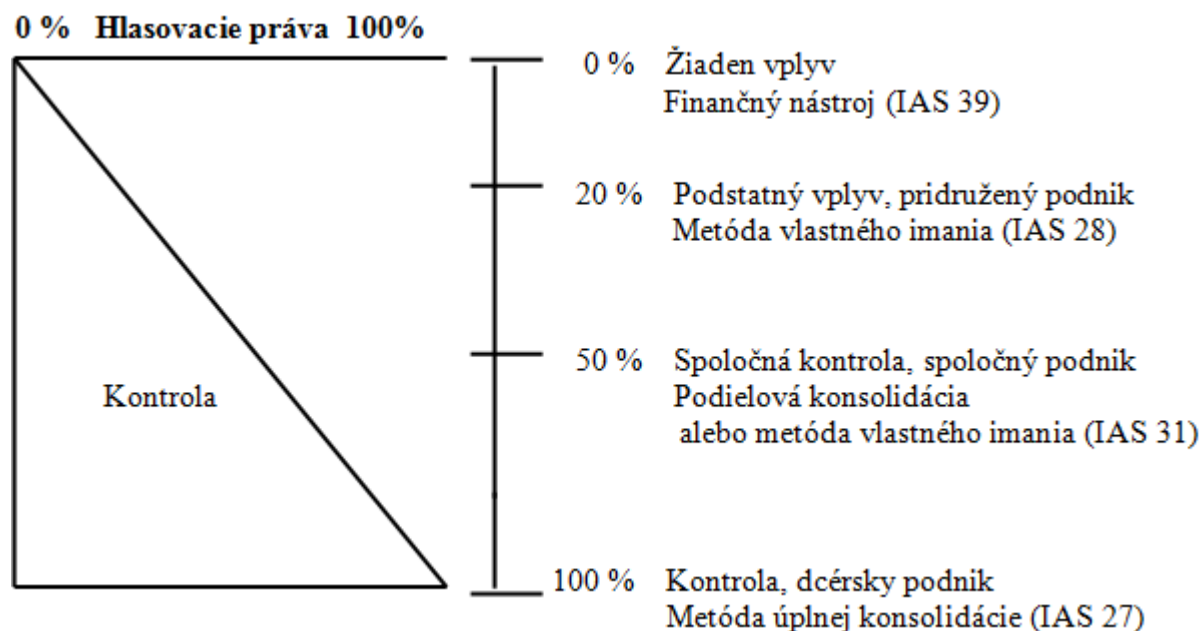 0 % Hlasovacie práva 100%
0 % Žiaden vplyv
Finančný nástroj (IAS 39)
20 % Podstatný vplyv, pridružený podnik
Metóda vlastného imania (IAS 28)
50 % Spoločná kontrola, spoločný podnik
Podielová konsolidácia
alebo metóda vlastného imania (IAS 31)
Kontrola
100 % Kontrola, dcérsky podnik
Metóda úplnej konsolidácie (IAS 27)